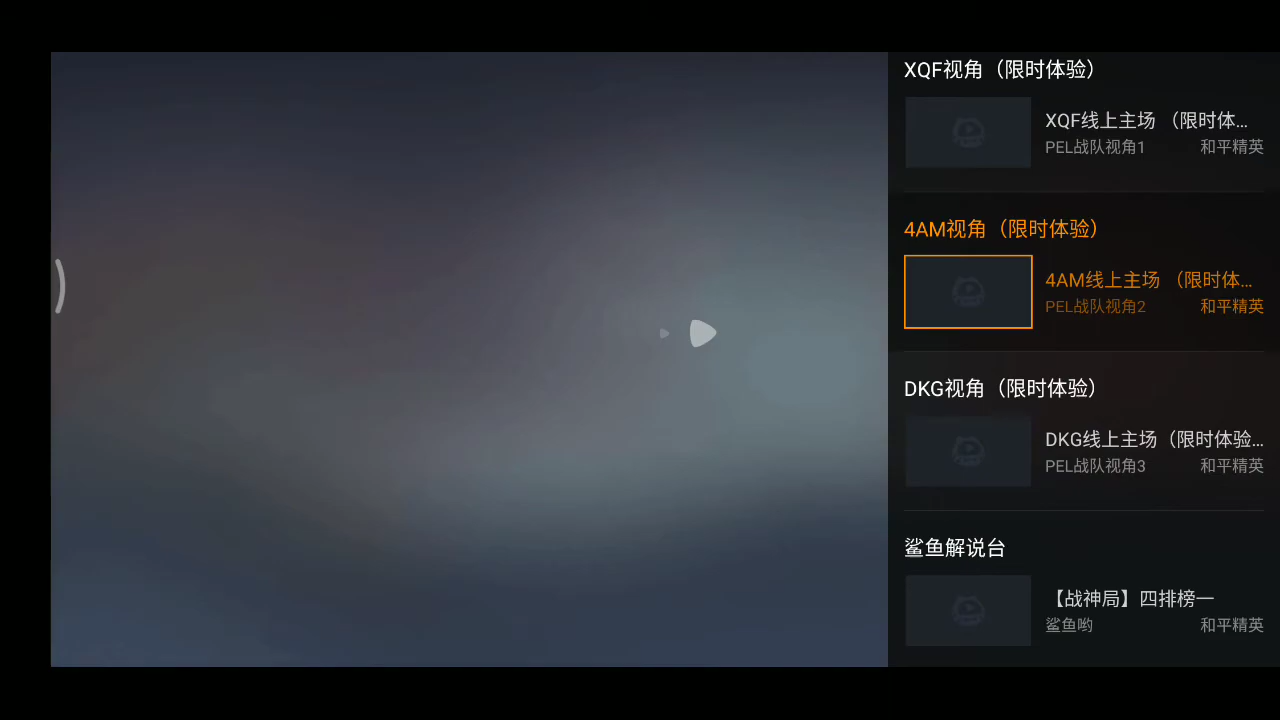 XQF视角（限时体验）
XQF线上主场 （限时体...
PEL战队视角1 和平精英
4AM视角（限时体验）
4AM线上主场 （限时体...
PEL战队视角2 和平精英
DKG视角（限时体验）
DKG线上主场（限时体验...
PEL战队视角3 和平精英
鲨鱼解说台
【战神局】四排榜一
鲨鱼哟 和平精英